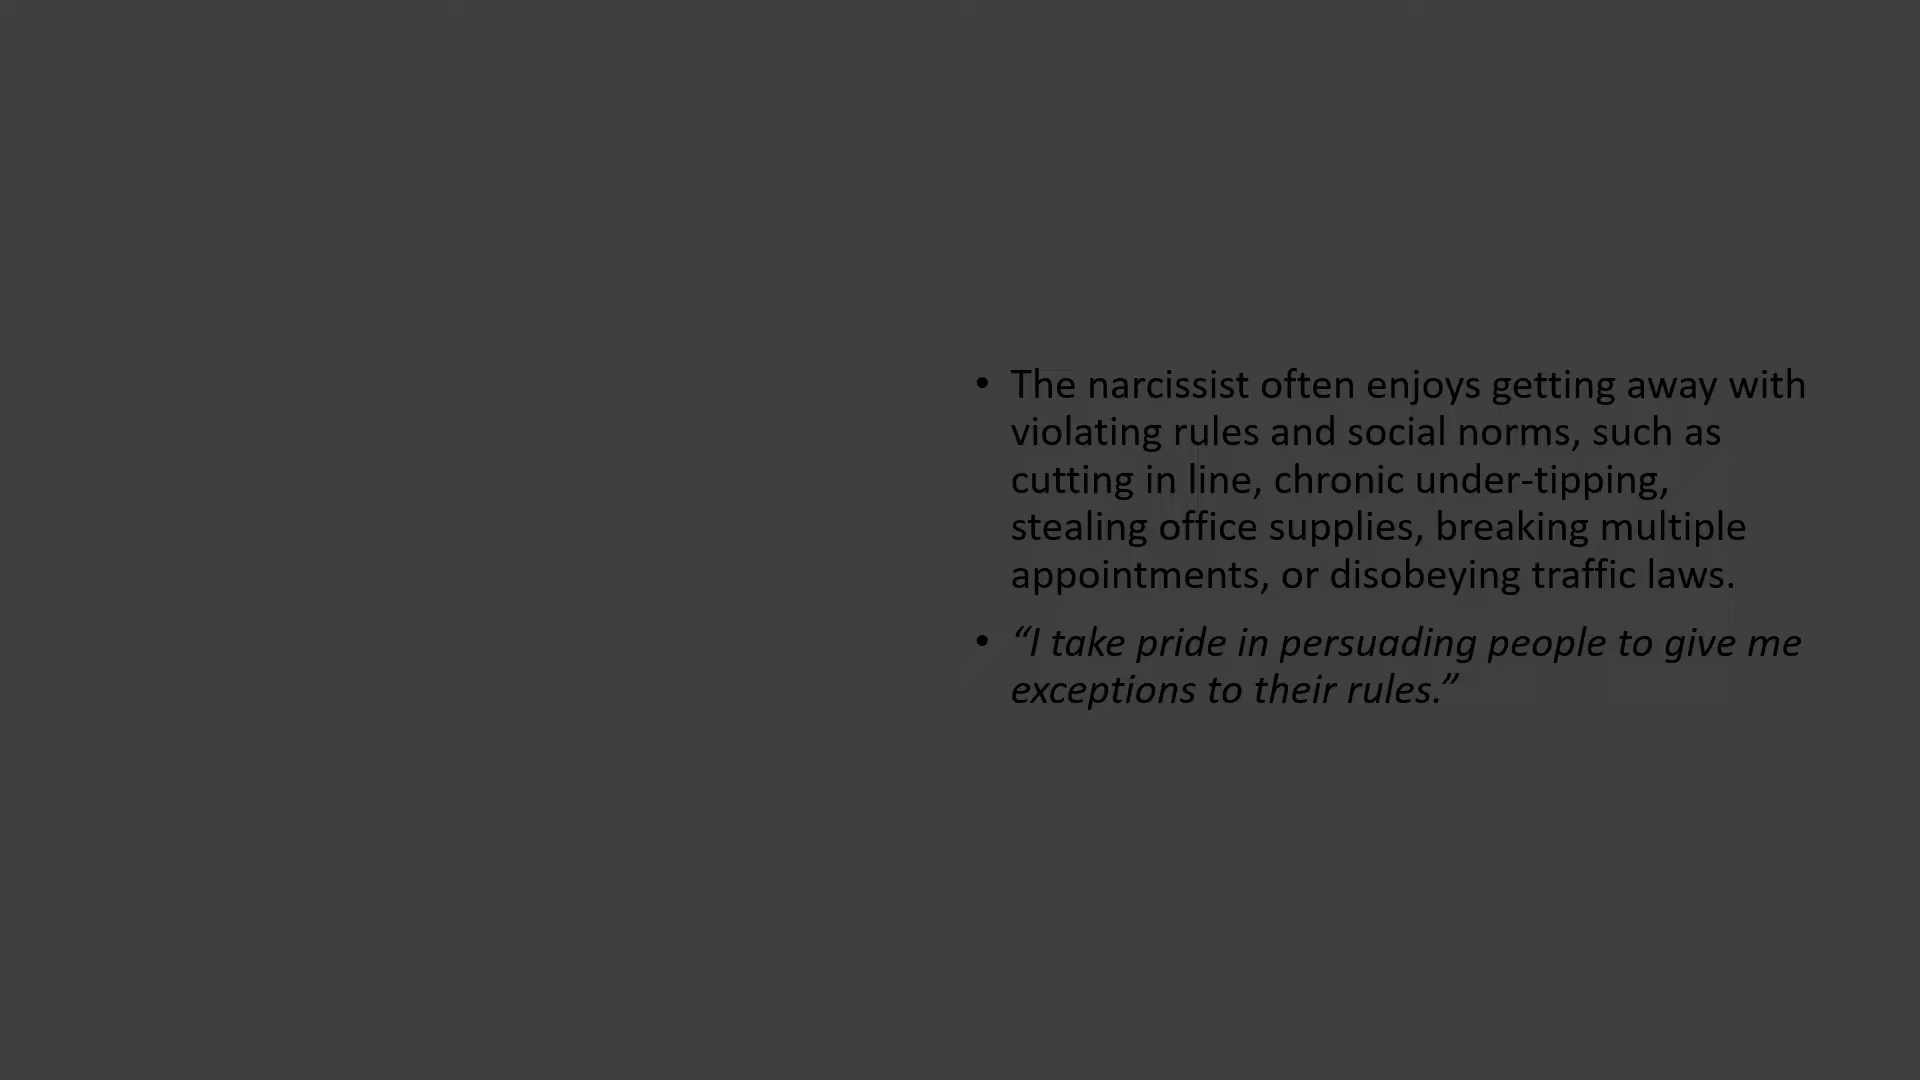 • The narcissist often enjoys getting away with
violating rules and social norms, such as
cutting in line, chronic under-tipping,
stealing office supplies, breaking multiple
appointments, or disobeying traffic laws.
• “I take pride in persuading people to give me
exceptions to their rules.”